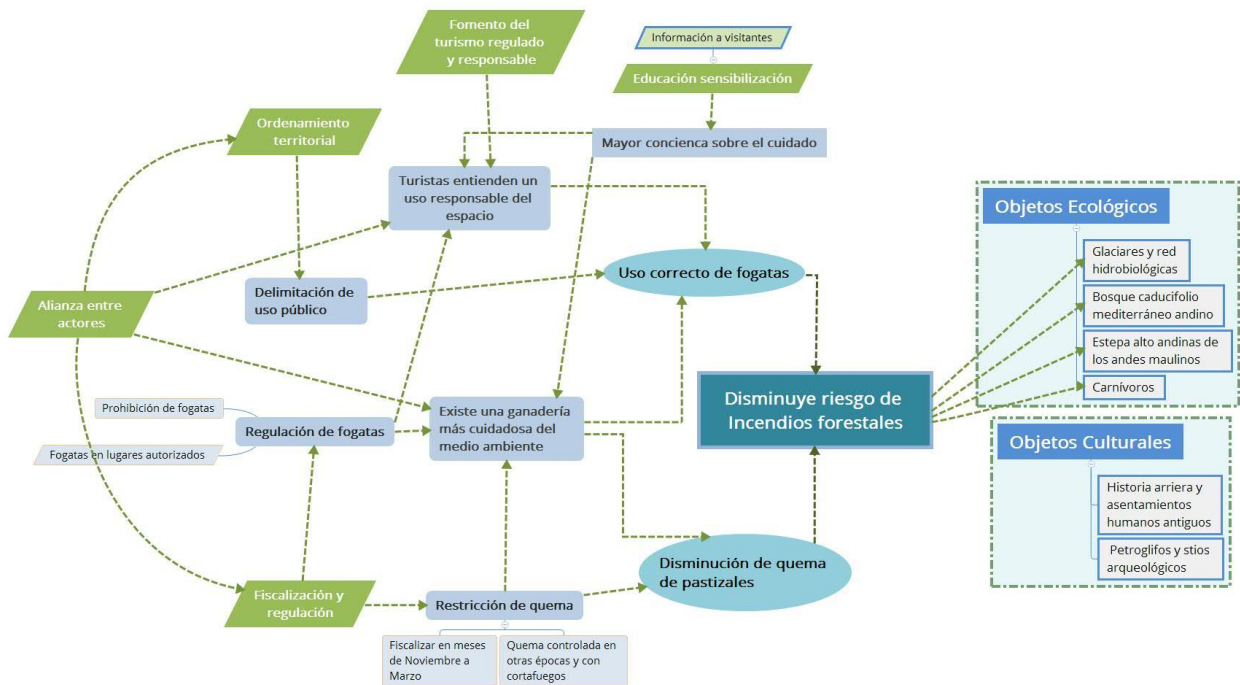 Fomento del
turismo regulado
y responsable
Información a visitantes
Educación sensibilización
Ordenamiento
territorial
Mayor concienca sobre el cuidado
Turistas entienden un
uso responsable del
espacio
Objetos Ecológicos
Glaciares y red
hidrobiológicas
Uso correcto de fogatas
Delimitación de
uso público
Alianza entre
actores
Bosque caducifolio
mediterráneo andino
Estepa alto andinas de
los andes maulinos
Carnívoros
Disminuye riesgo de
Incendios forestales
Prohibición de fogatas
Regulación de fogatas
Fogatas en lugares autorizados
Existe una ganadería
más cuidadosa del
medio ambiente
Objetos Culturales
Historia arriera y
asentamientos
humanos antiguos
Petroglifos y stios
arqueológicos
Disminución de quema
de pastizales
Fiscalización y
regulación
Restricción de quema
Fiscalizar en meses
de Noviembre a
Marzo
Quema controlada en
otras épocas y con
cortafuegos